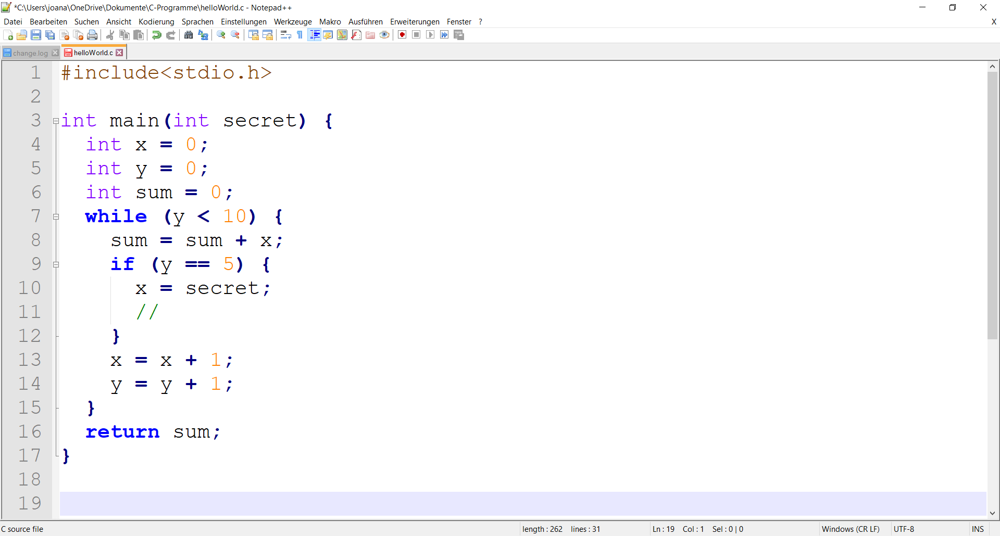 *C:\Users\joana\OneDrive\Dokumente\C-Programme\helloWorld.c - Notepad++
Datei Bearbeiten Suchen Ansicht Kodierung Sprachen Einstellungen Werkzeuge Makro Ausführen Erweiterungen Fenster ? X
change.log helloWorld.c
1 #include<stdio.h>
2
3 int main(int secret) {
4 int x = 0;
5 int y = 0;
6 int sum = 0;
7 while (y < 10) {
8 sum = sum + x;
9 if (y == 5) {
10 x = secret;
11 //
12 }
13 x = x + 1;
14 y = y + 1;
15 }
16 return sum;
17 }
18
19
C source file length : 262 lines : 31 Ln : 19 Col : 1 Sel : 0 | 0 Windows (CR LF) UTF-8 INS